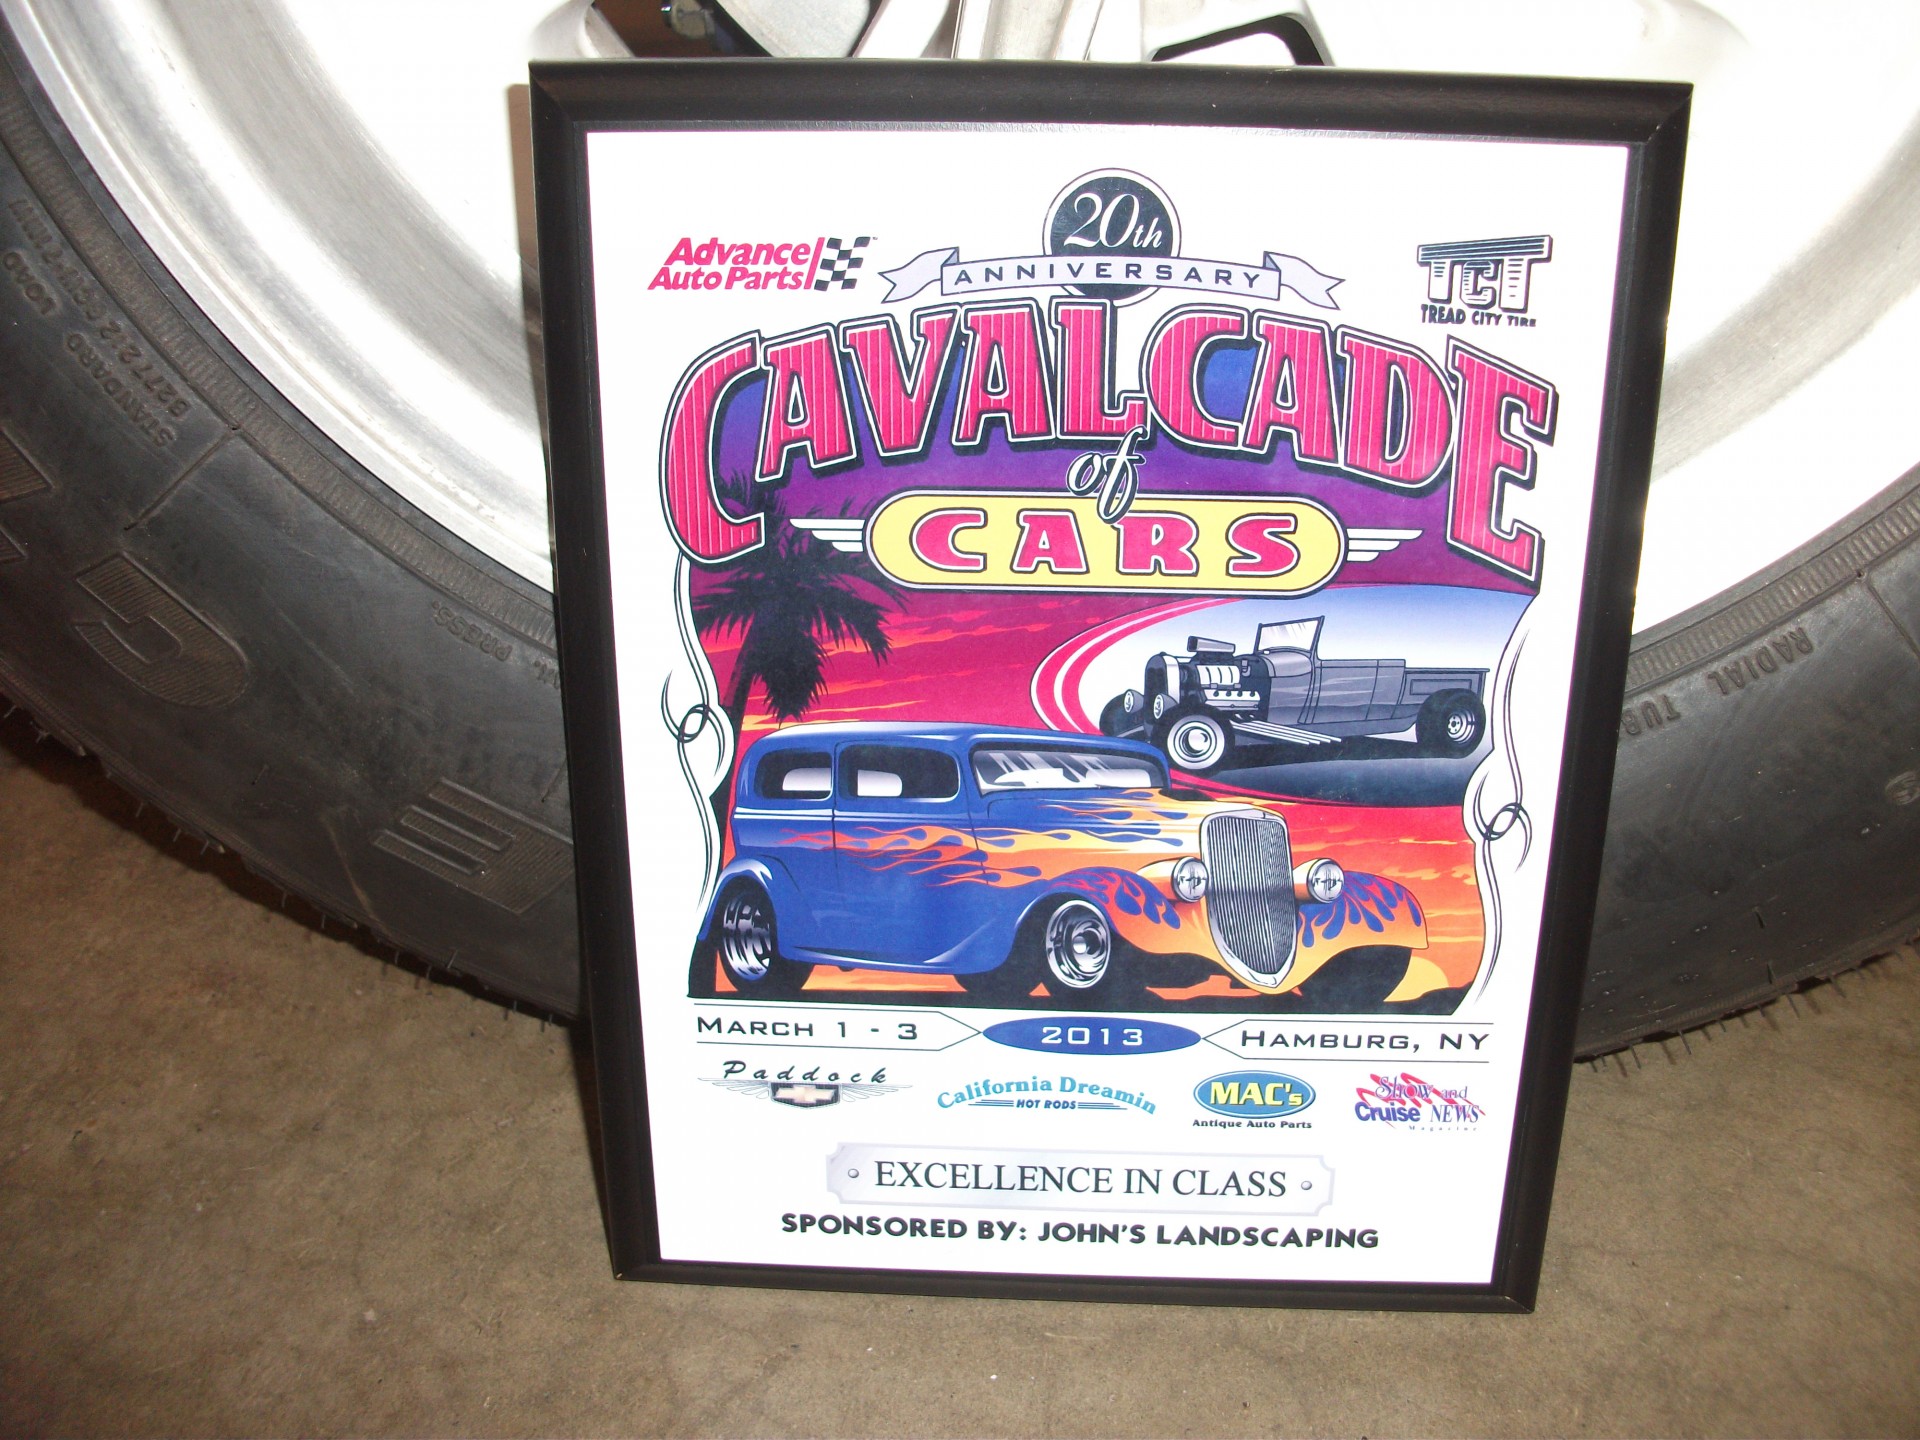 20th
ANNIVERSARY
Advance
Auto Parts
TCT
TREAD CITY TIRE
CAVALCADE
of
CARS
MARCH 1 - 3
2013
HAMBURG, NY
Paddock
California Dreamin
HOT RODS
MAC's
Antique Auto Parts
Show and
Cruise NEWS
Magazine
EXCELLENCE IN CLASS
SPONSORED BY: JOHN'S LANDSCAPING
LOAD
STANDARD
PRESS.
RADIAL